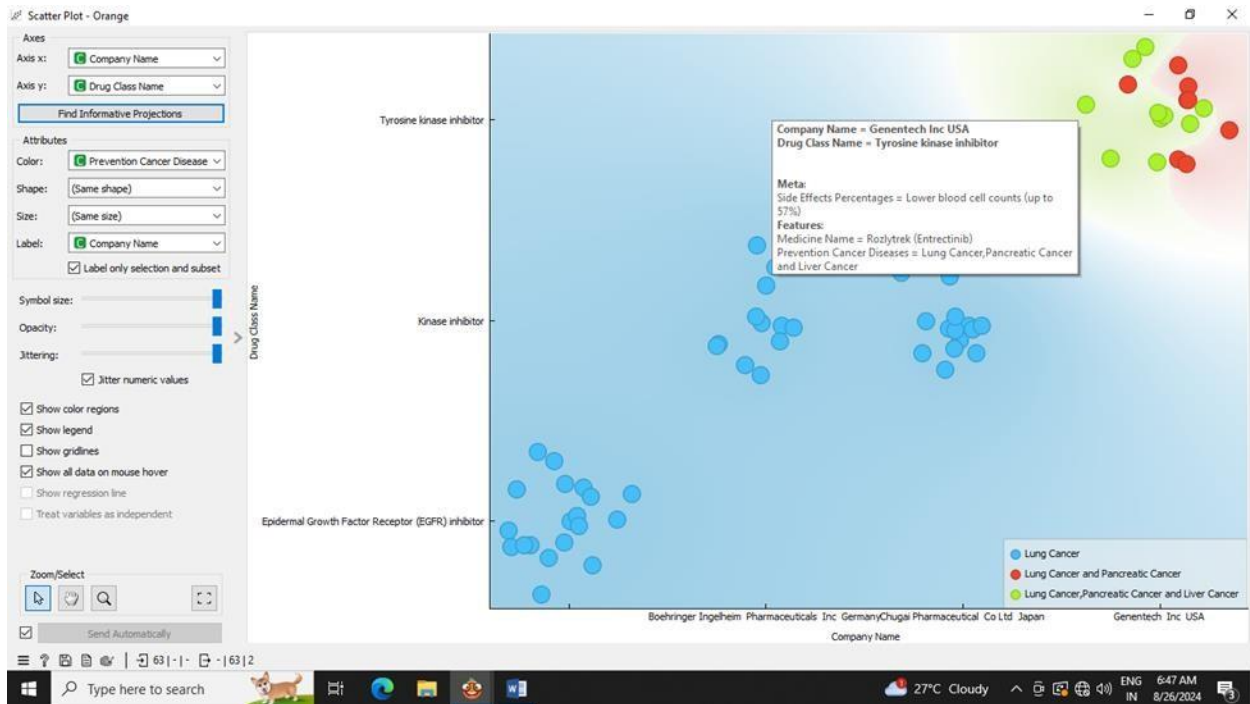 Scatter Plot - Orange
Axes
Axis x:
Company Name
Axis y:
Drug Class Name
Find Informative Projections
Attributes
Color:
Prevention Cancer Disease
Shape:
(Same shape)
Size:
(Same size)
Label:
Company Name
Label only selection and subset
Symbol size:
Opacity:
Jittering:
Jitter numeric values
Show color regions
Show legend
Show gridlines
Show all data on mouse hover
Show regression line
Treat variables as independent
Zoom/Select
Send Automatically
63 | - | -
- | 63 | 2
Drug Class Name
Tyrosine kinase inhibitor
Kinase inhibitor
Epidermal Growth Factor Receptor (EGFR) inhibitor
Company Name = Genentech Inc USA
Drug Class Name = Tyrosine kinase inhibitor
Meta:
Side Effects Percentages = Lower blood cell counts (up to
57%)
Features:
Medicine Name = Rozlytrek (Entrectinib)
Prevention Cancer Diseases = Lung Cancer,Pancreatic Cancer
and Liver Cancer
Lung Cancer
Lung Cancer and Pancreatic Cancer
Lung Cancer,Pancreatic Cancer and Liver Cancer
Boehringer Ingelheim Pharmaceuticals Inc Germany
Chugai Pharmaceutical Co Ltd Japan
Genentech Inc USA
Company Name
Type here to search
27°C Cloudy
ENG
IN
6:47 AM
8/26/2024
3